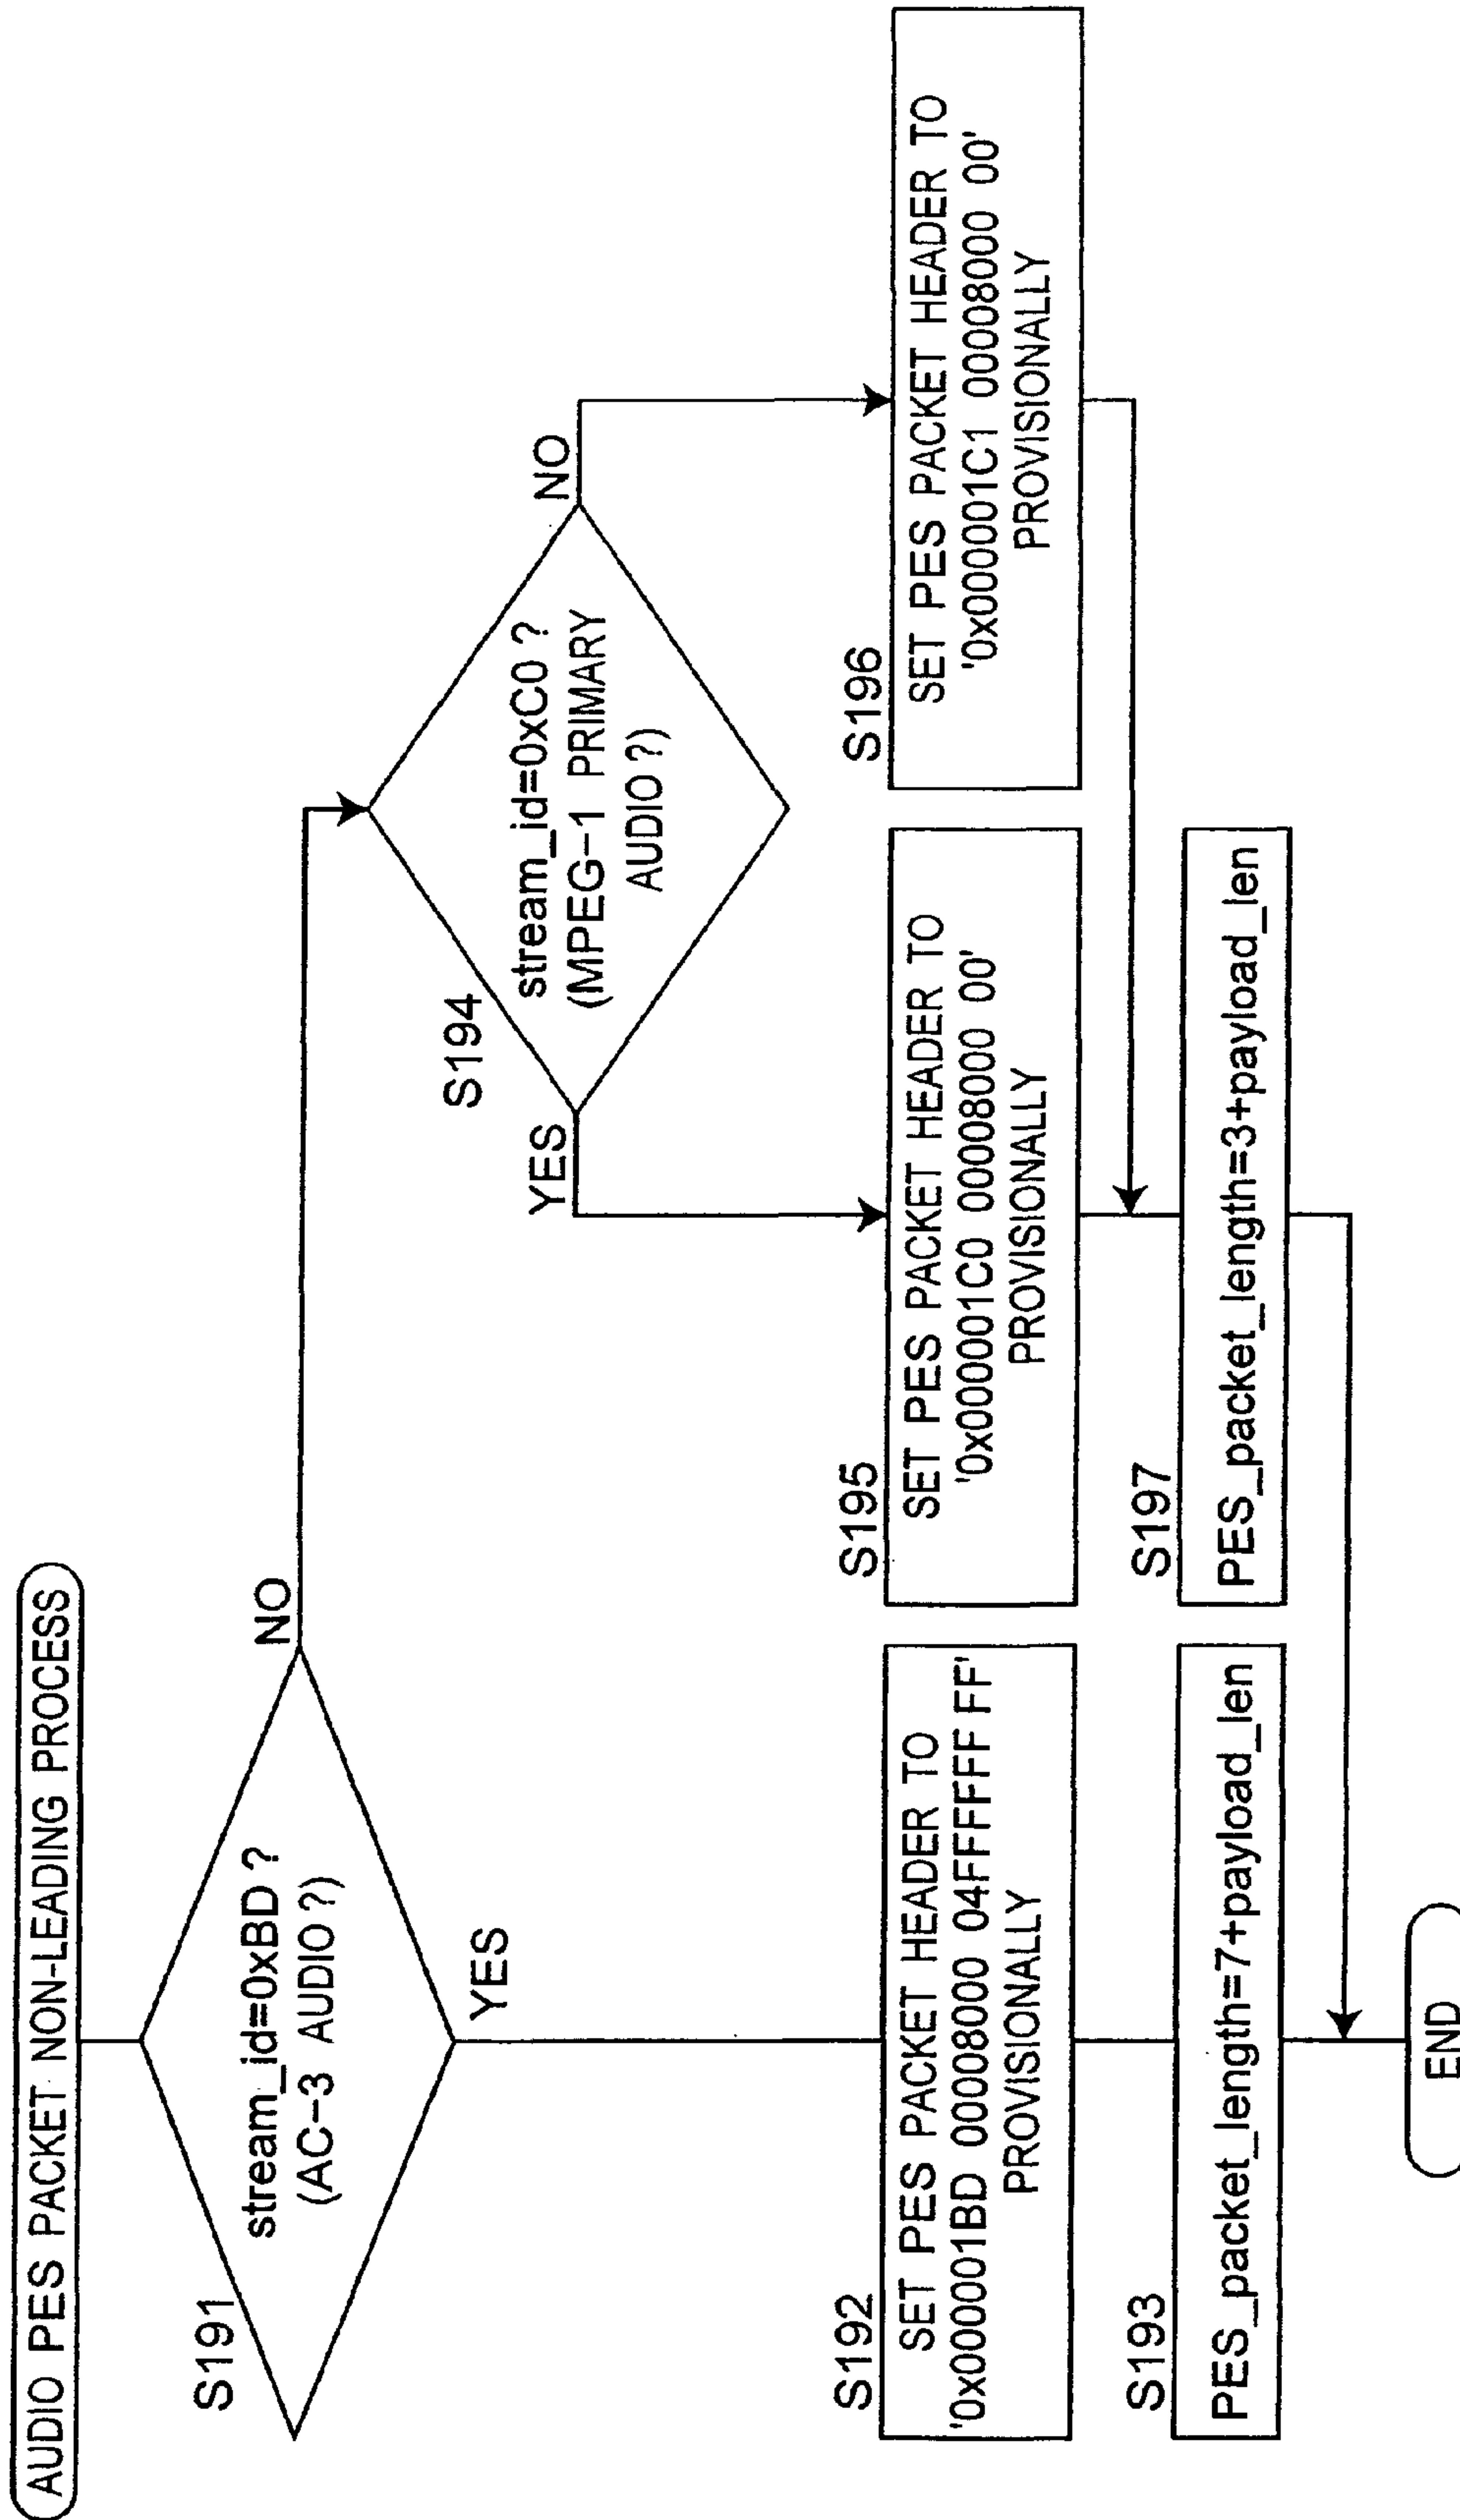 AUDIO PES PACKET NON-LEADING PROCESS
S191
stream_id=0xBD ?
(AC-3 AUDIO?)
NO
YES
S194
stream_id=0xC0 ?
(MPEG-1 PRIMARY
AUDIO?)
YES
NO
S192
SET PES PACKET HEADER TO
'0x000001BD 00008000 04FFFFFF FF'
PROVISIONALLY
S193
PES_packet_length=7+payload_len
S195
SET PES PACKET HEADER TO
'0x000001C0 00008000 00'
PROVISIONALLY
S196
SET PES PACKET HEADER TO
'0x000001C1 00008000 00'
PROVISIONALLY
S197
PES_packet_length=3+payload_len
END